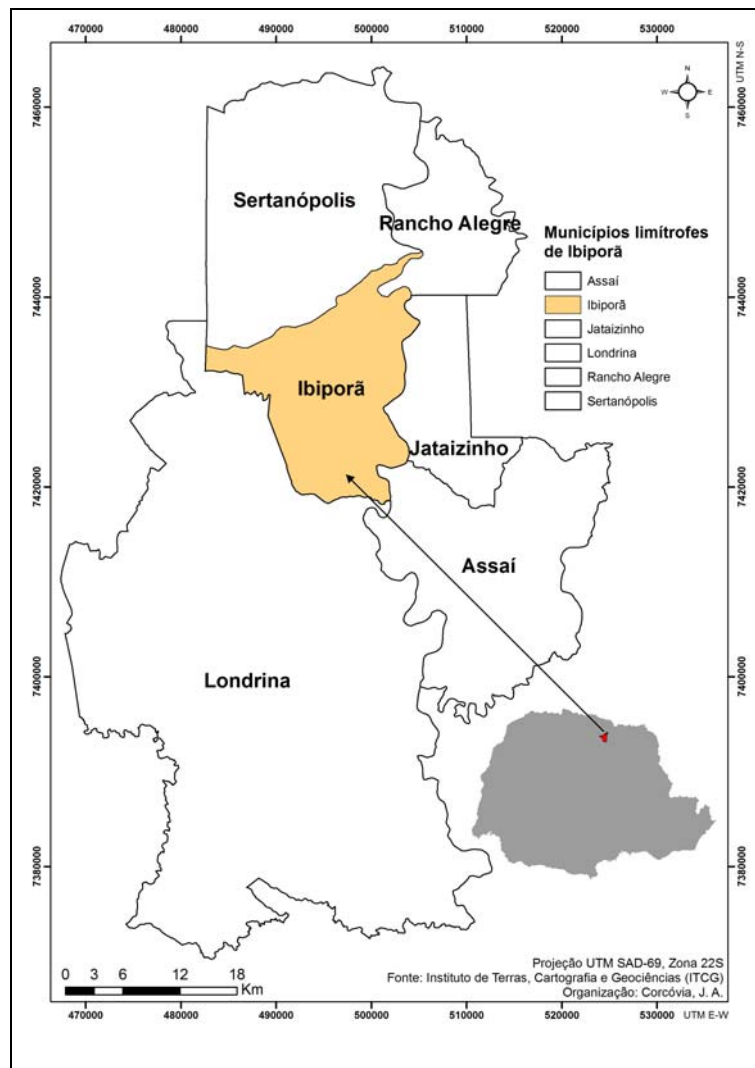 470000 480000 490000 500000 510000 520000 530000
UTM N-S
N
W E
S
7460000
7460000
Sertanópolis
Rancho Alegre
Municípios limítrofes
de Ibiporã
Assaí
Ibiporã
Jataizinho
Londrina
Rancho Alegre
Sertanópolis
7440000
7440000
Ibiporã
Jataizinho
7420000
7420000
Assaí
Londrina
7400000
7400000
7380000
7380000
Projeção UTM SAD-69, Zona 22S
Fonte: Instituto de Terras, Cartografia e Geociências (ITCG)
Organização: Corcóvia, J. A.
0 3 6 12 18
Km
470000 480000 490000 500000 510000 520000 530000 UTM E-W